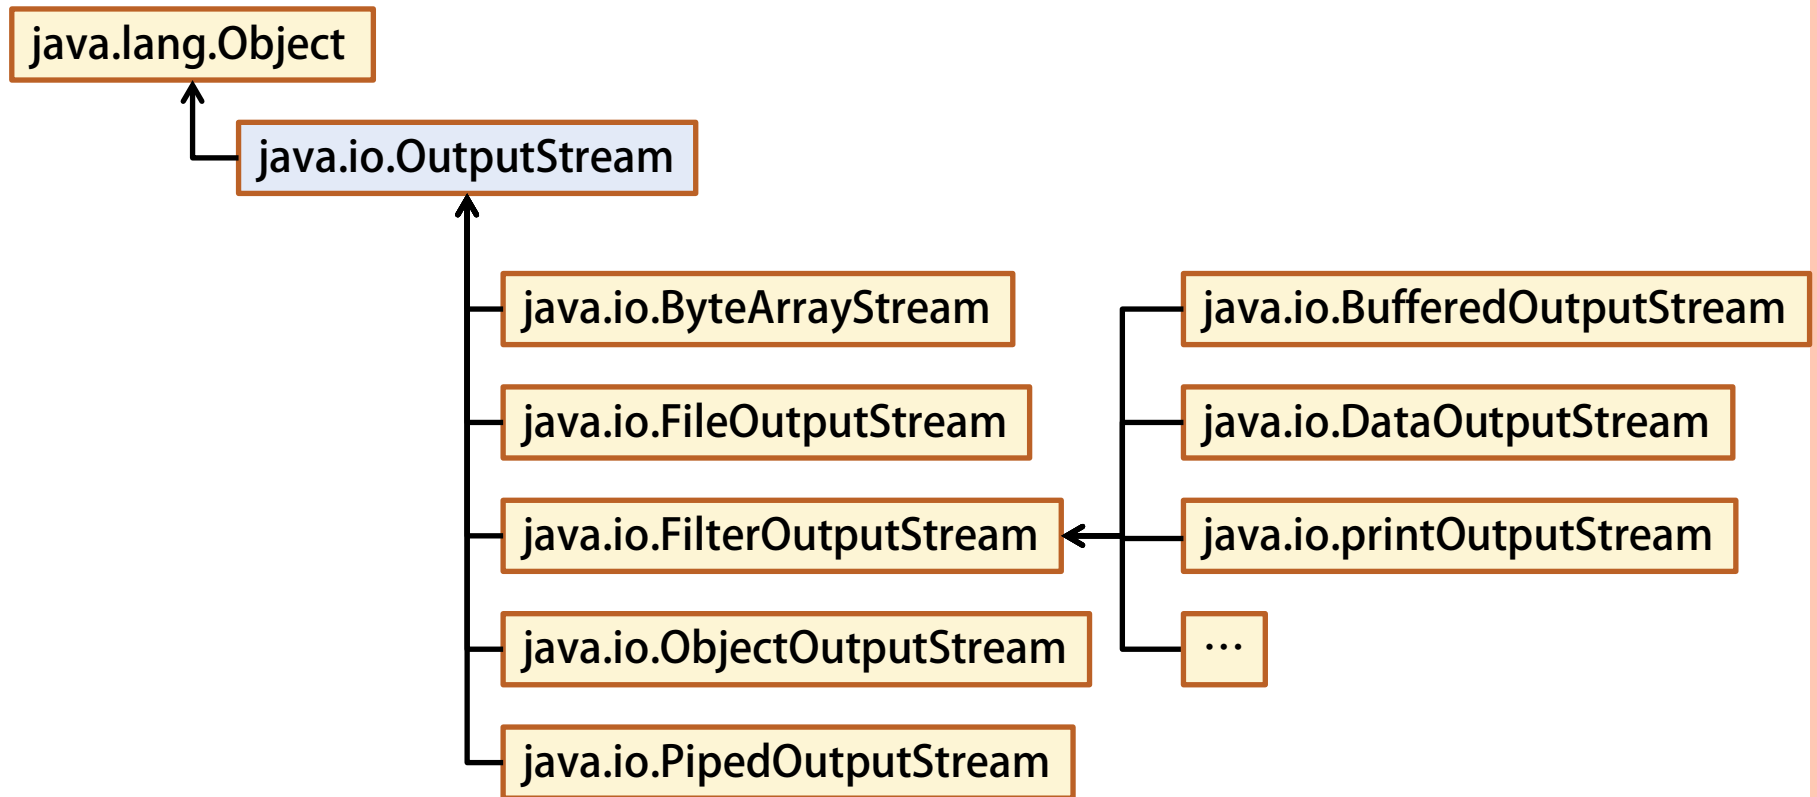 java.lang.Object
java.io.OutputStream
java.io.ByteArrayStream
java.io.FileOutputStream
java.io.FilterOutputStream
java.io.ObjectOutputStream
java.io.PipedOutputStream
java.io.BufferedOutputStream
java.io.DataOutputStream
java.io.printOutputStream
…